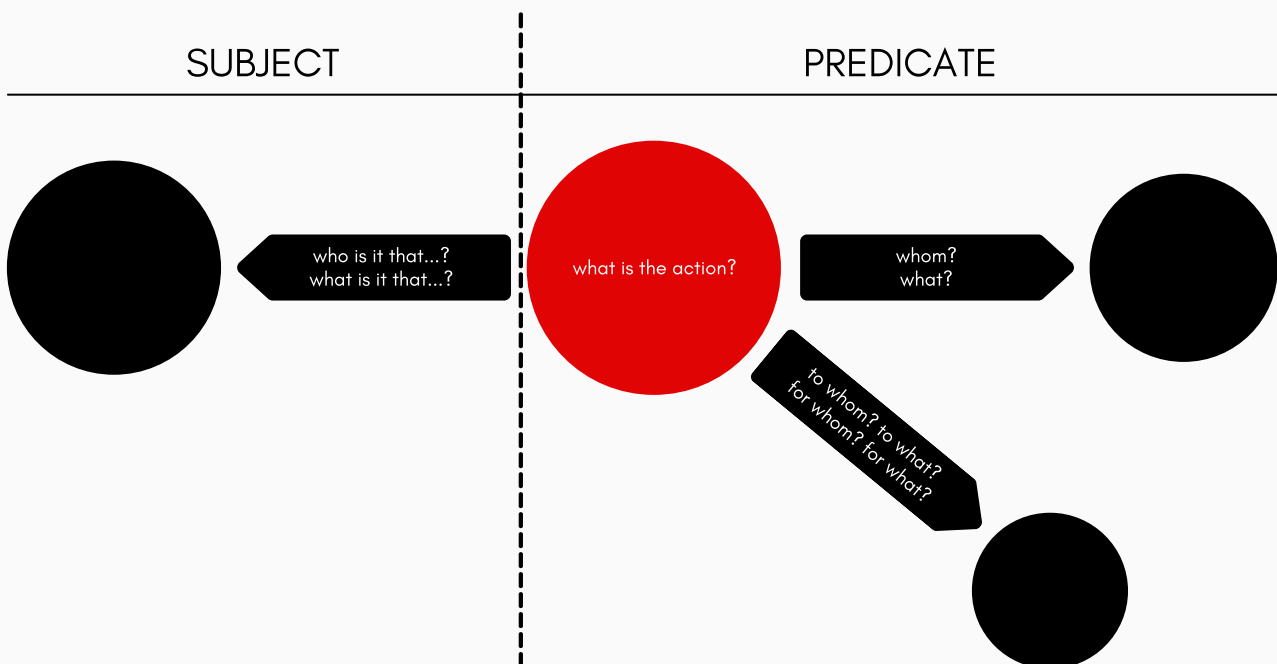 SUBJECT
PREDICATE
who is it that...?
what is it that...?
what is the action?
whom?
what?
to whom? to what?
for whom? for what?